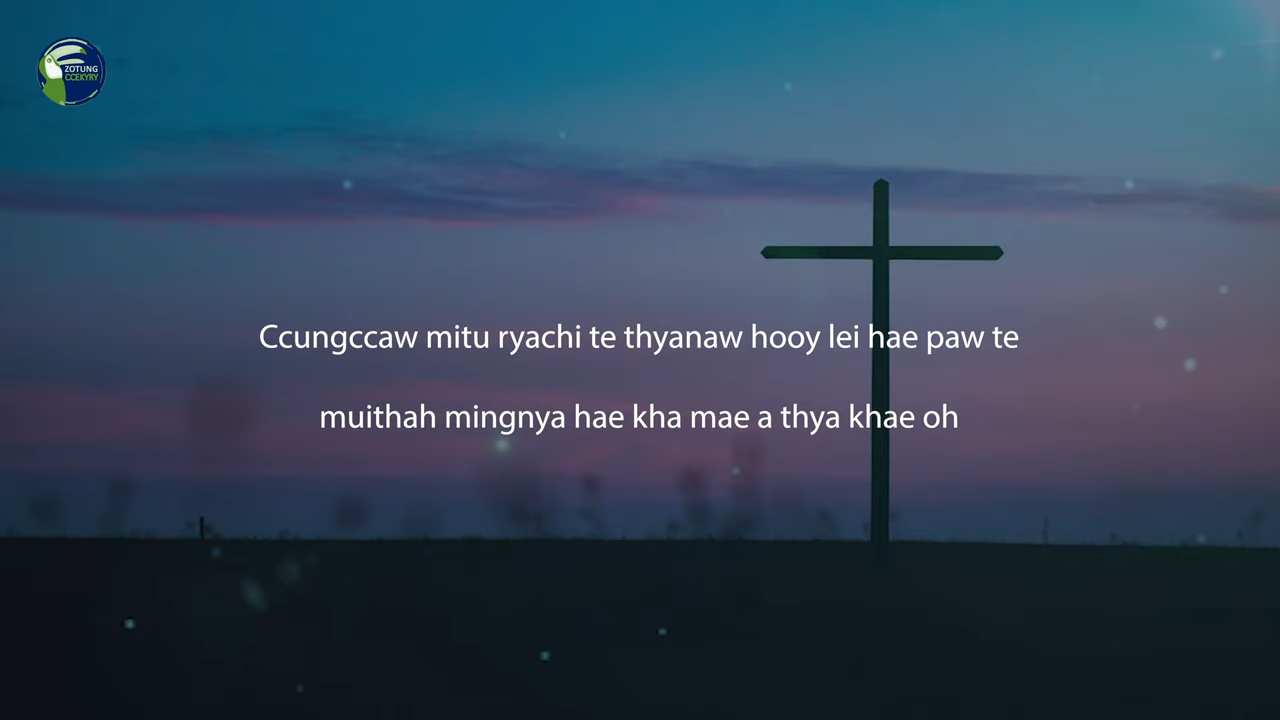 ZOTUNG
CCEKYRY
Ccungccaw mitu ryachi te thyanaw hooy lei hae paw te
muithah mingnya hae kha mae a thya khae oh